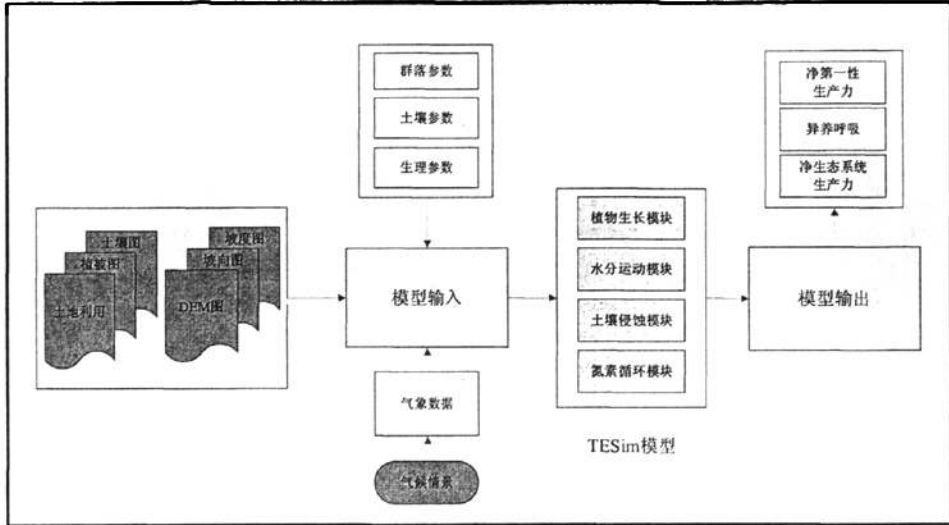 群落参数
土壤参数
生理参数
净第一性
生产力
异养呼吸
净生态系统
生产力
土壤图
植被图
土地利用
坡度图
坡向图
DEM图
模型输入
气象数据
气候情景
植物生长模块
水分运动模块
土壤侵蚀模块
氮素循环模块
TESim模型
模型输出